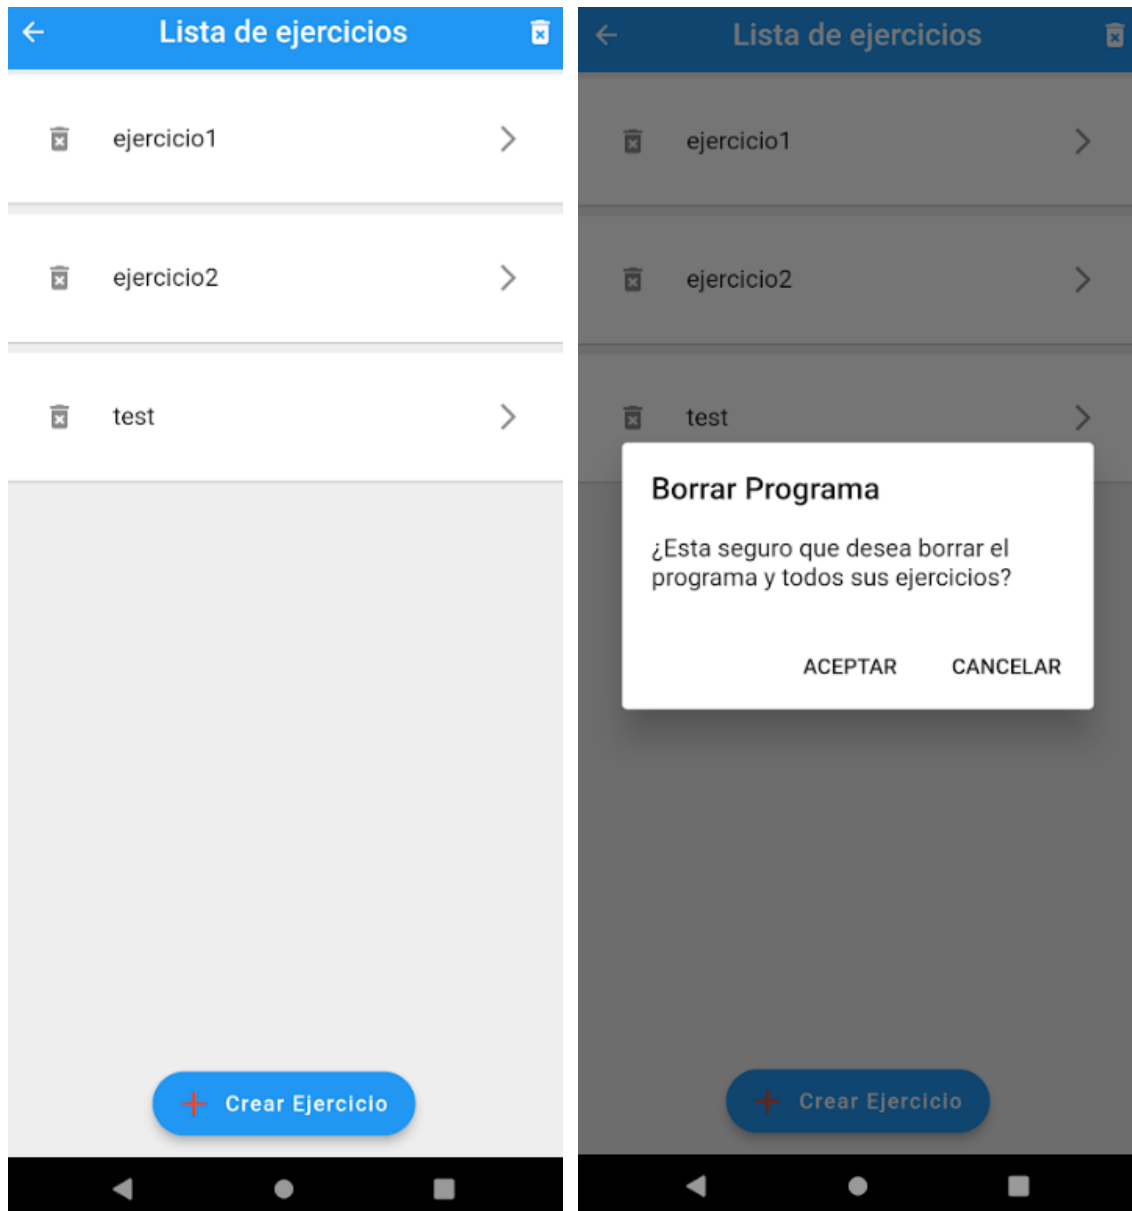 Lista de ejercicios
ejercicio1
ejercicio2
test
Crear Ejercicio
Lista de ejercicios
ejercicio1
ejercicio2
test
Borrar Programa
¿Esta seguro que desea borrar el
programa y todos sus ejercicios?
ACEPTAR CANCELAR
Crear Ejercicio